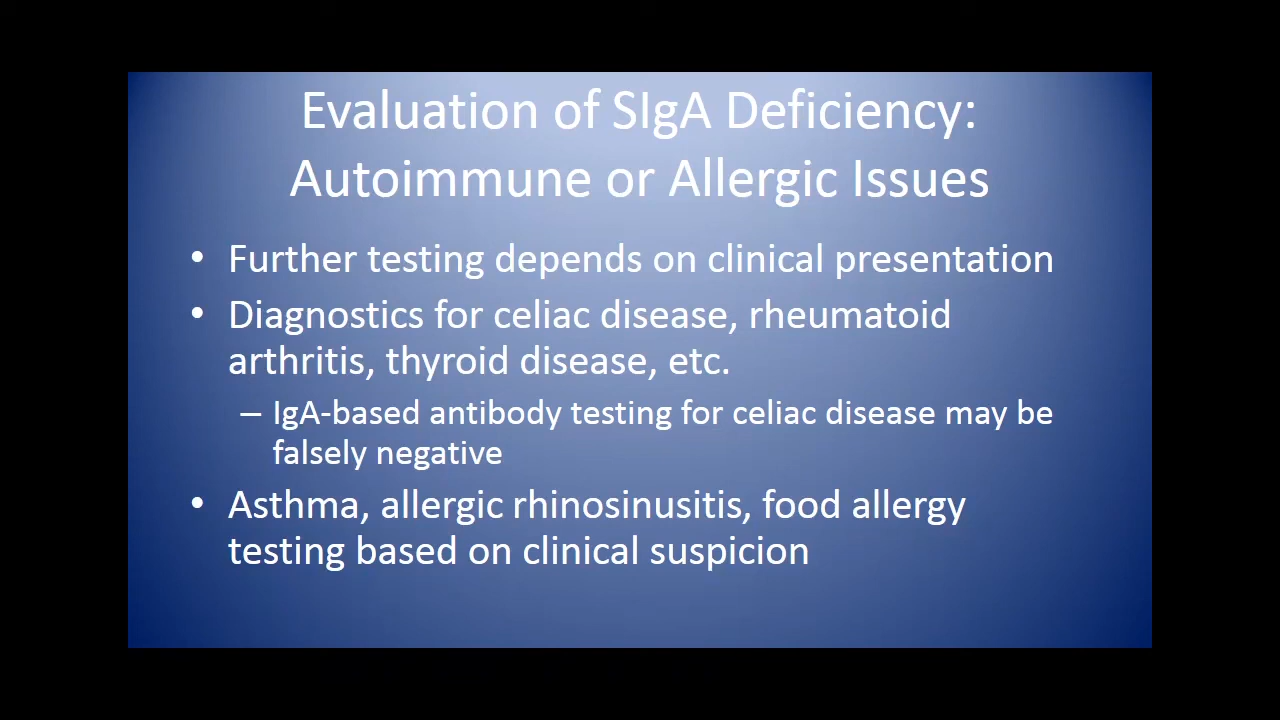 Evaluation of SIgA Deficiency:
Autoimmune or Allergic Issues
• Further testing depends on clinical presentation
• Diagnostics for celiac disease, rheumatoid
arthritis, thyroid disease, etc.
– IgA-based antibody testing for celiac disease may be
falsely negative
• Asthma, allergic rhinosinusitis, food allergy
testing based on clinical suspicion